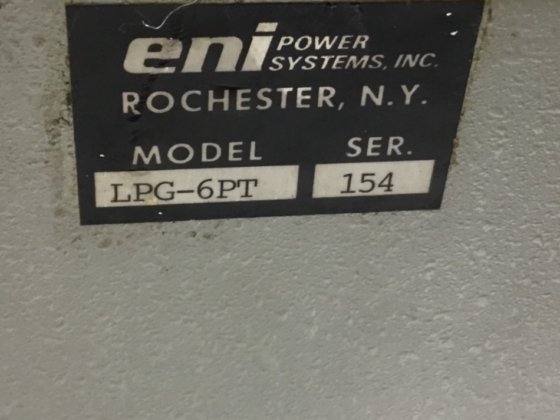 eni POWER
SYSTEMS, INC.
ROCHESTER, N.Y.
MODEL SER.
LPG-6PT 154